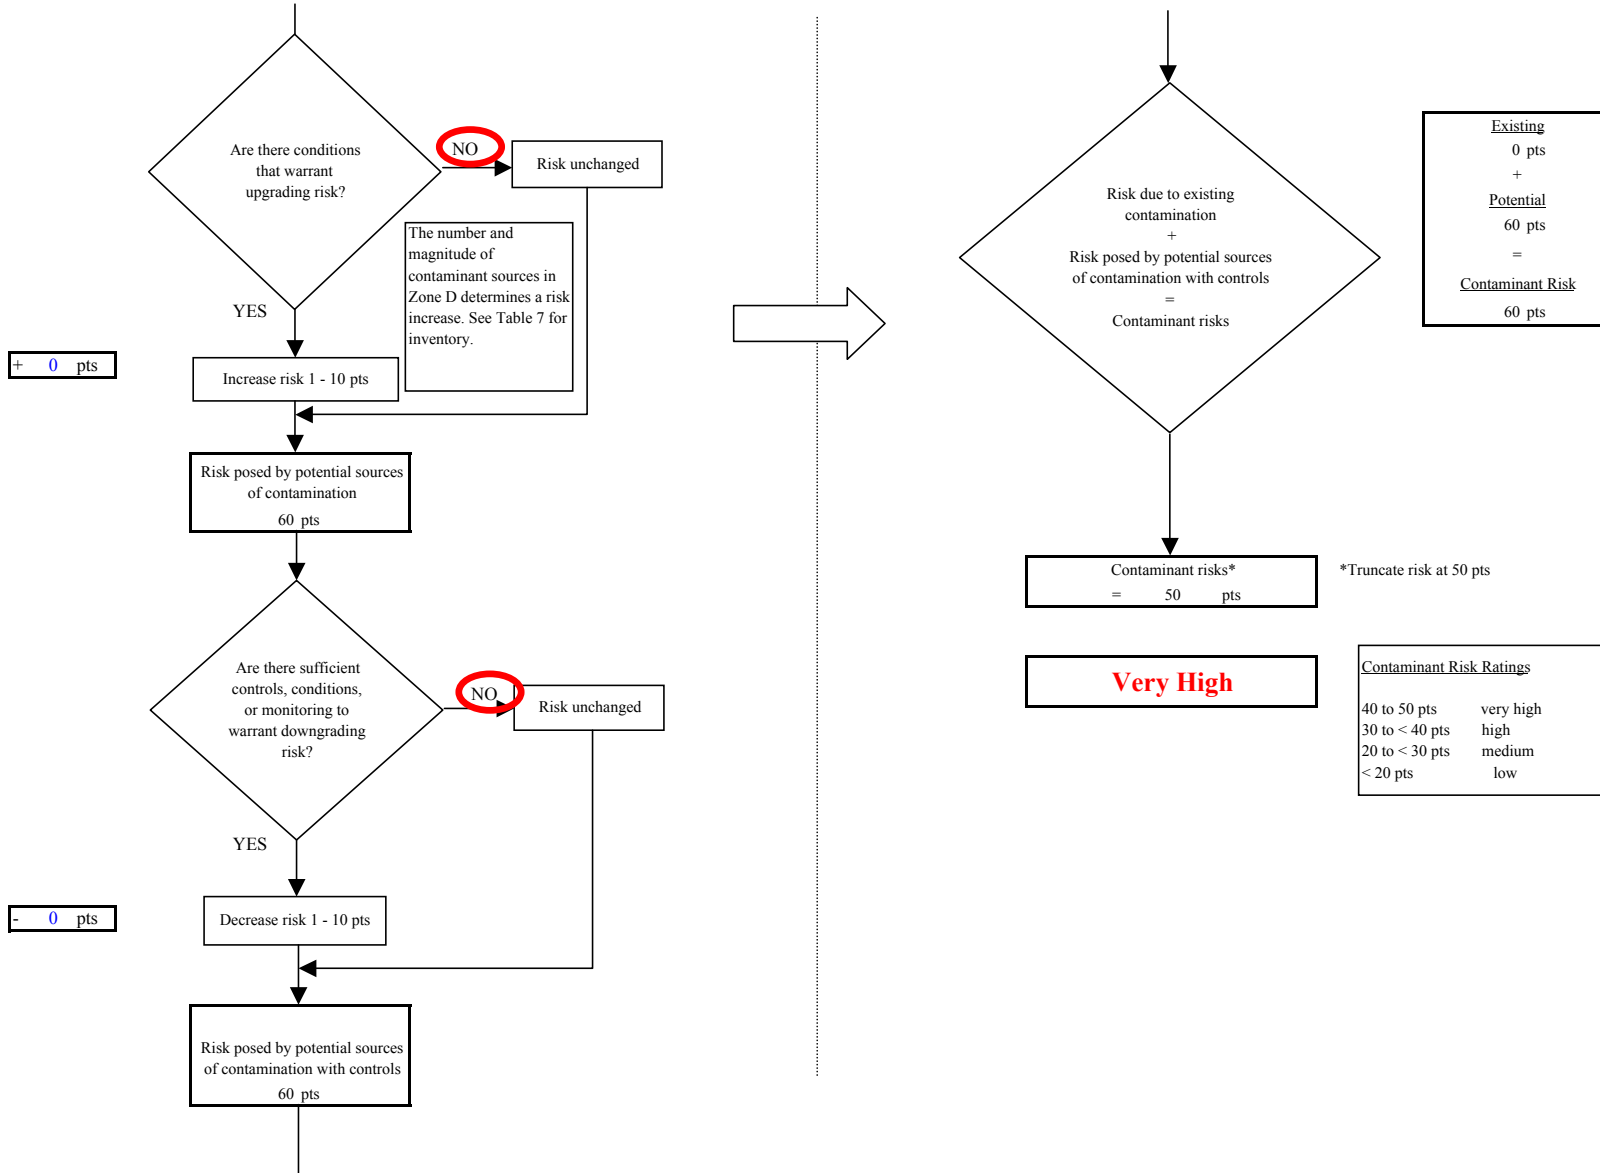 Are there conditions
that warrant
upgrading risk?
NO
Risk unchanged
The number and
magnitude of
contaminant sources in
Zone D determines a risk
increase. See Table 7 for
inventory.
YES
+ 0 pts
Increase risk 1 - 10 pts
Risk posed by potential sources
of contamination
60 pts
Are there sufficient
controls, conditions,
or monitoring to
warrant downgrading
risk?
NO
Risk unchanged
YES
- 0 pts
Decrease risk 1 - 10 pts
Risk posed by potential sources
of contamination with controls
60 pts
Risk due to existing
contamination
+
Risk posed by potential sources
of contamination with controls
=
Contaminant risks
Existing
0 pts
+
Potential
60 pts
=
Contaminant Risk
60 pts
Contaminant risks*
= 50 pts
*Truncate risk at 50 pts
Very High
Contaminant Risk Ratings
40 to 50 pts very high
30 to < 40 pts high
20 to < 30 pts medium
< 20 pts low